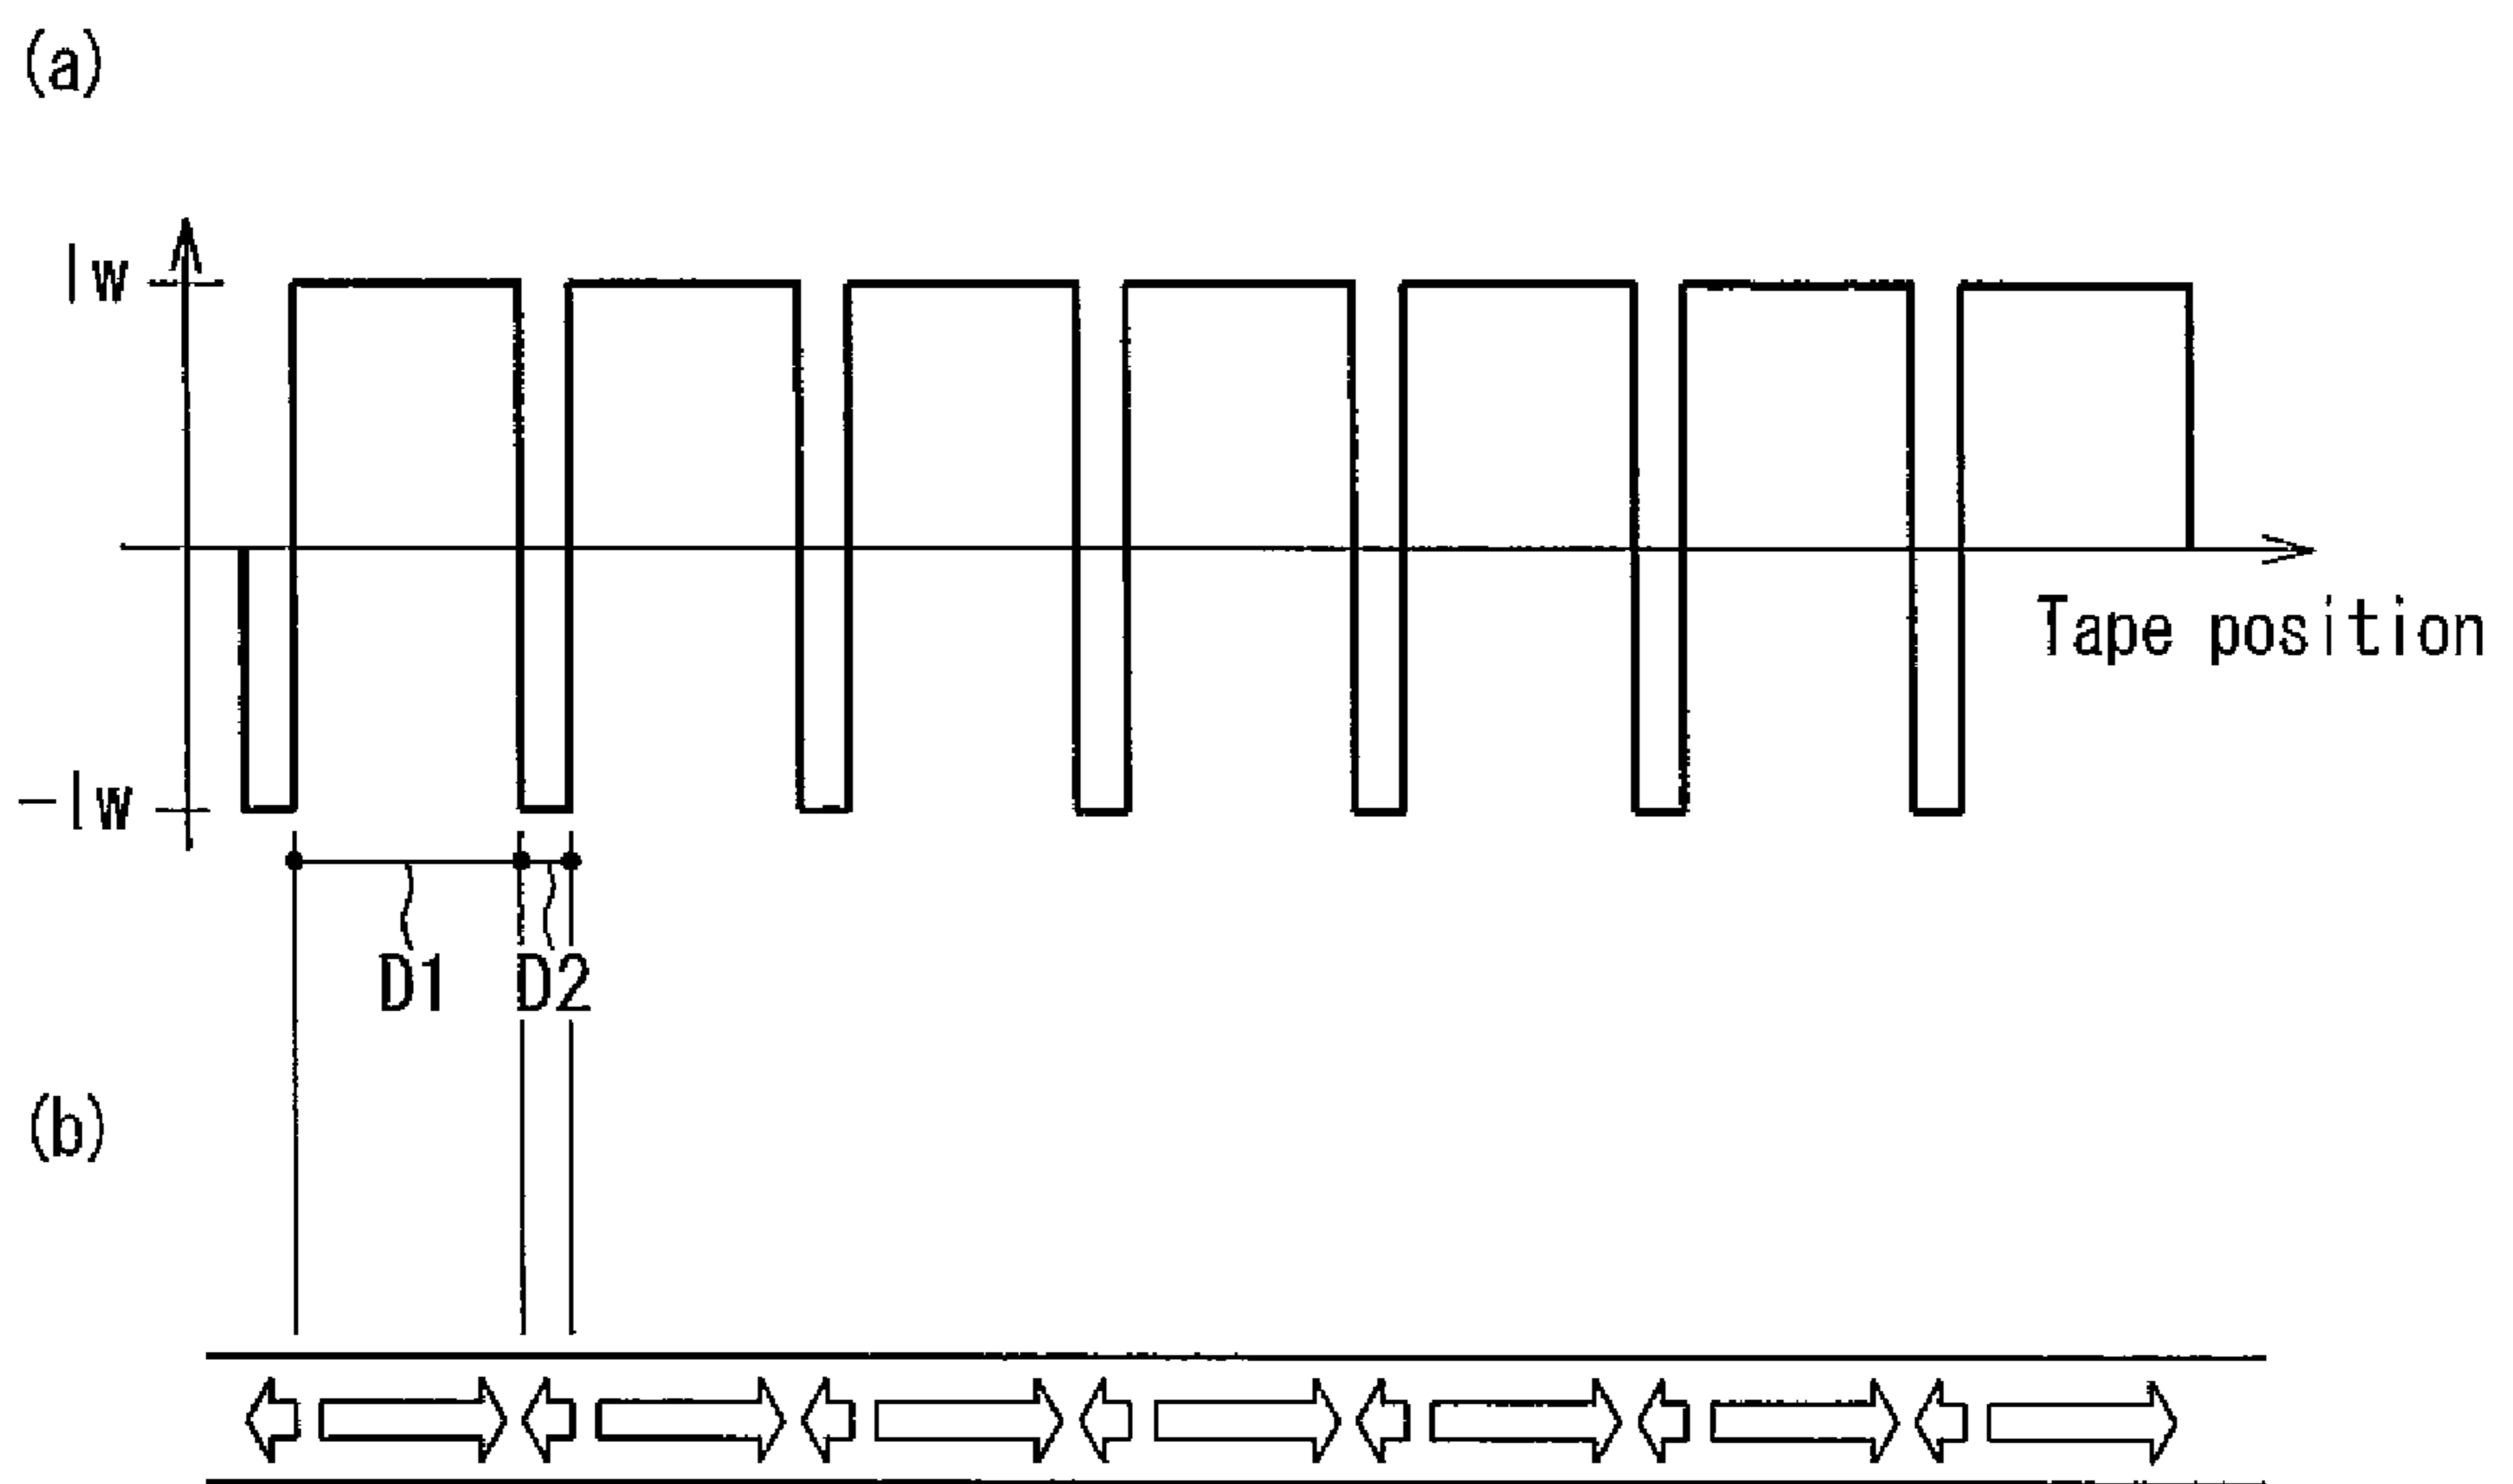 (a)
Iw
Tape position
-Iw
D1 D2
(b)